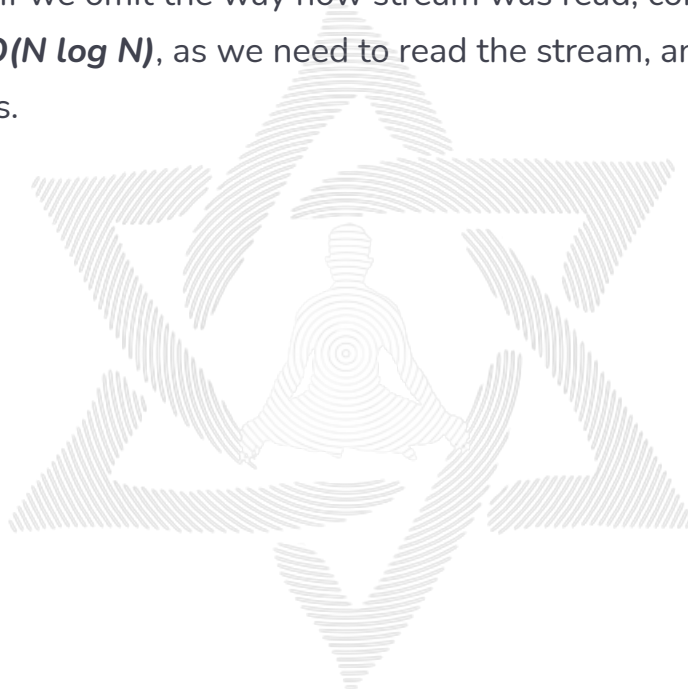 we omit the way how stream was read,
O(N log N), as we need to read the stream,
s.